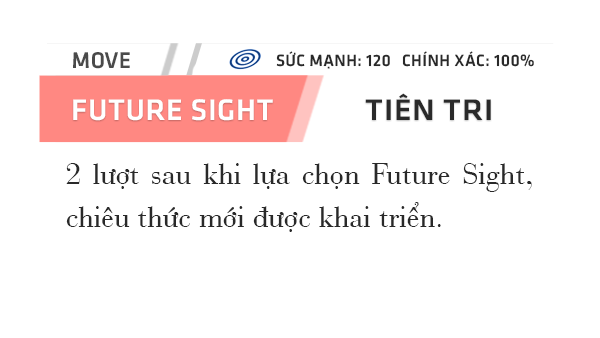 MOVE SỨC MẠNH: 120 CHÍNH XÁC: 100%
FUTURE SIGHT TIÊN TRI
2 lượt sau khi lựa chọn Future Sight,
chiêu thức mới được khai triển.